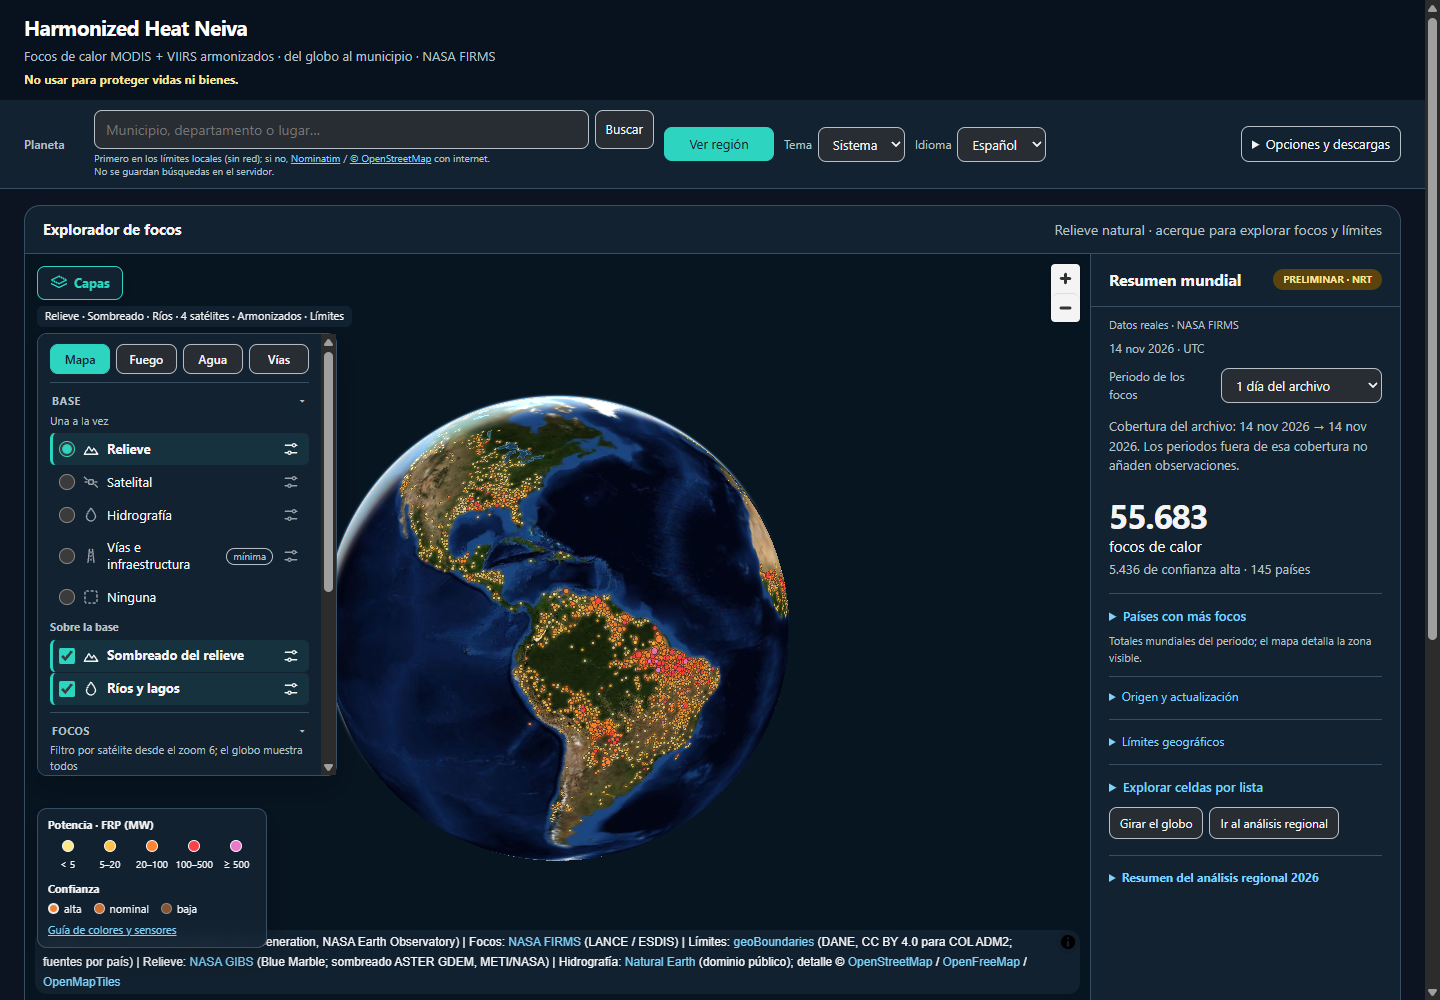 Harmonized Heat Neiva
Focos de calor MODIS + VIIRS armonizados · del globo al municipio · NASA FIRMS
No usar para proteger vidas ni bienes.
Planeta
Municipio, departamento o lugar...
Buscar
Primero en los límites locales (sin red); si no, Nominatim / © OpenStreetMap con internet.
No se guardan búsquedas en el servidor.
Ver región
Tema
Sistema
Idioma
Español
Opciones y descargas
Explorador de focos
Relieve natural · acerque para explorar focos y límites
Capas
Relieve · Sombreado · Ríos · 4 satélites · Armonizados · Límites
Mapa
Fuego
Agua
Vías
BASE
Una a la vez
Relieve
Satelital
Hidrografía
Vías e
infraestructura
mínima
Ninguna
Sobre la base
Sombreado del relieve
Ríos y lagos
FOCOS
Filtro por satélite desde el zoom 6; el globo muestra
todos
Potencia · FRP (MW)
< 5
5–20
20–100
100–500
≥ 500
Confianza
alta
nominal
baja
Guía de colores y sensores
eneration, NASA Earth Observatory) | Focos: NASA FIRMS (LANCE / ESDIS) | Límites: geoBoundaries (DANE, CC BY 4.0 para COL ADM2;
fuentes por país) | Relieve: NASA GIBS (Blue Marble; sombreado ASTER GDEM, METI/NASA) | Hidrografía: Natural Earth (dominio público); detalle © OpenStreetMap / OpenFreeMap /
OpenMapTiles
Resumen mundial
PRELIMINAR · NRT
Datos reales · NASA FIRMS
14 nov 2026 · UTC
Periodo de los
focos
1 día del archivo
Cobertura del archivo: 14 nov 2026 → 14 nov
2026. Los periodos fuera de esa cobertura no
añaden observaciones.
55.683
focos de calor
5.436 de confianza alta · 145 países
Países con más focos
Totales mundiales del periodo; el mapa detalla la zona
visible.
Origen y actualización
Límites geográficos
Explorar celdas por lista
Girar el globo
Ir al análisis regional
Resumen del análisis regional 2026